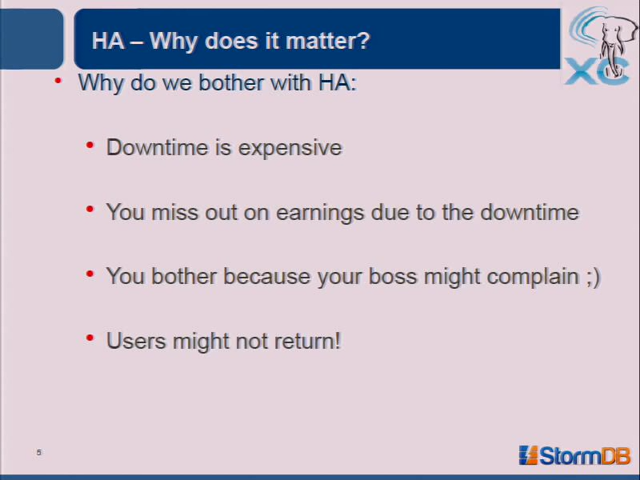 HA – Why does it matter?
XC
• Why do we bother with HA:
• Downtime is expensive
• You miss out on earnings due to the downtime
• You bother because your boss might complain ;)
• Users might not return!
5
StormDB